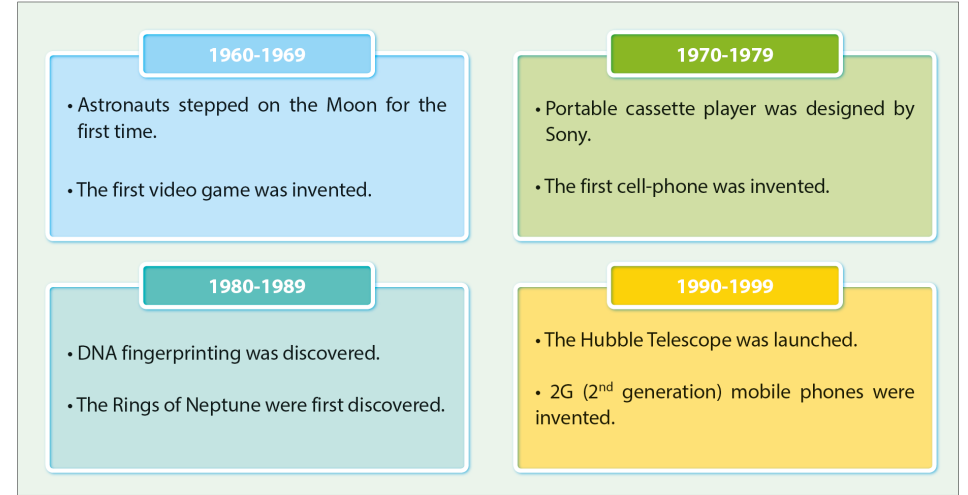 1960-1969
• Astronauts stepped on the Moon for the
first time.
• The first video game was invented.
1970-1979
• Portable cassette player was designed by
Sony.
• The first cell-phone was invented.
1980-1989
• DNA fingerprinting was discovered.
• The Rings of Neptune were first discovered.
1990-1999
• The Hubble Telescope was launched.
• 2G (2nd generation) mobile phones were
invented.